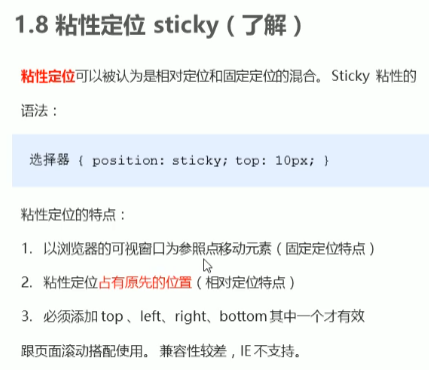 1.8 粘性定位 sticky（了解）
粘性定位可以被认为是相对定位和固定定位的混合。 Sticky 粘性的
语法：
选择器 { position: sticky; top: 10px; }
粘性定位的特点：
1. 以浏览器的可视窗口为参照点移动元素（固定定位特点）
2. 粘性定位占有原先的位置（相对定位特点）
3. 必须添加 top 、left、right、bottom 其中一个才有效
跟页面滚动搭配使用。 兼容性较差，IE 不支持。